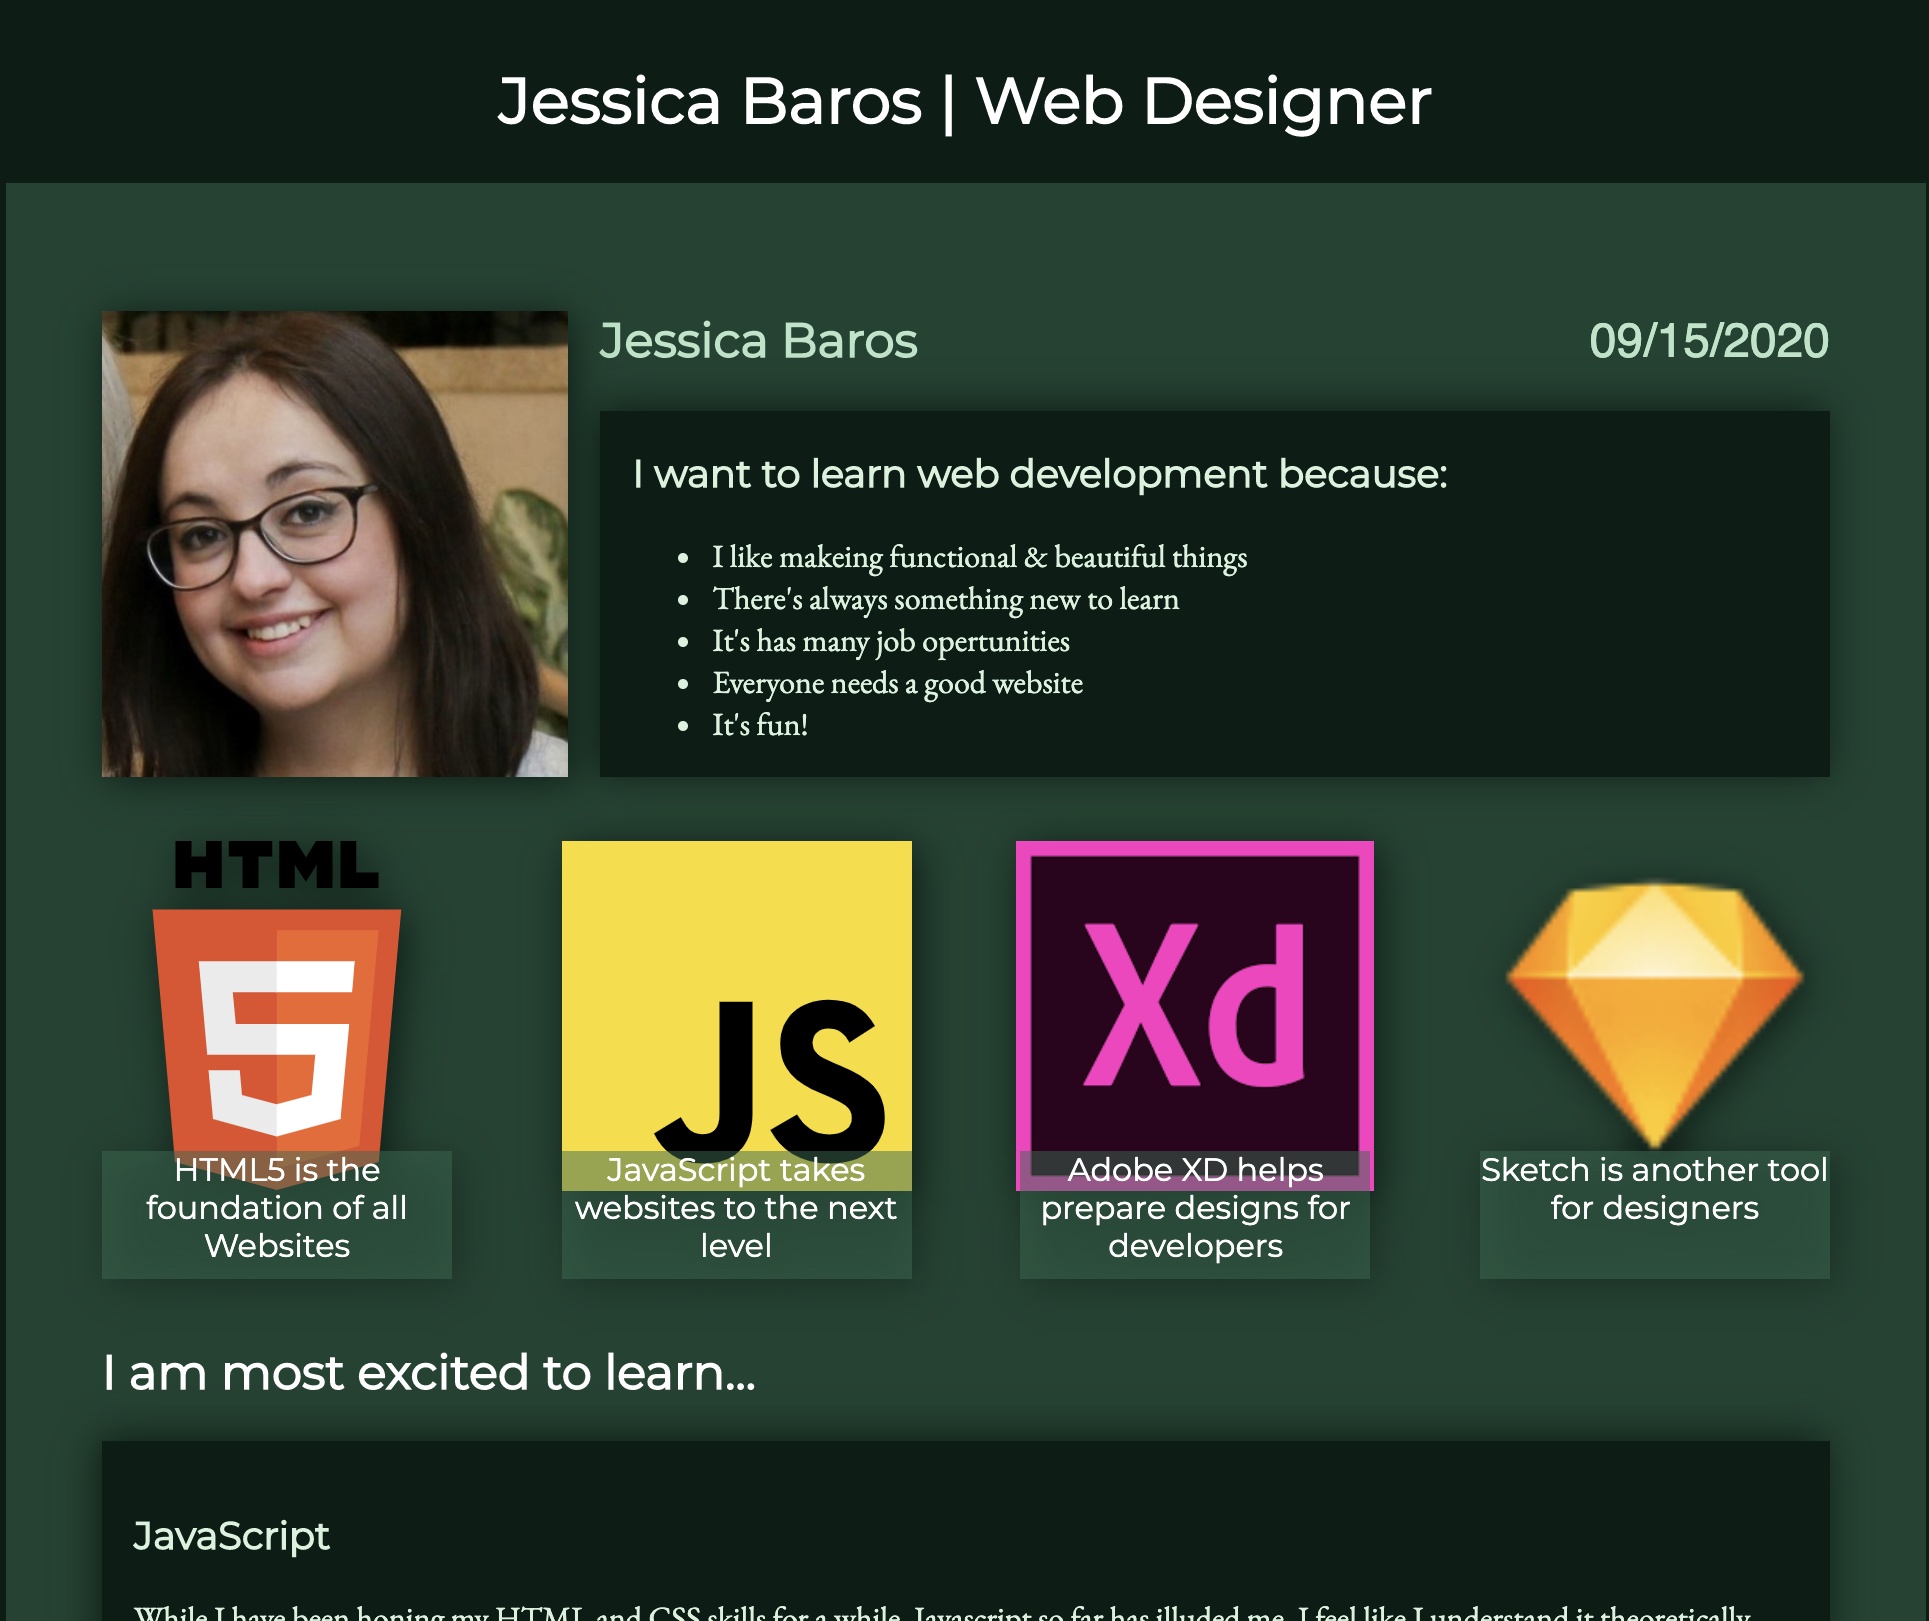 Jessica Baros | Web Designer
Jessica Baros
09/15/2020
I want to learn web development because:
• I like makeing functional & beautiful things
• There's always something new to learn
• It's has many job opertunities
• Everyone needs a good website
• It's fun!
HTML
5
JS
Xd
HTML5 is the
foundation of all
Websites
JavaScript takes
websites to the next
level
Adobe XD helps
prepare designs for
developers
Sketch is another tool
for designers
I am most excited to learn...
JavaScript
While I have been honing my HTML and CSS skills for a while, Javascript so far has illuded me. I feel like I understand it theoretically